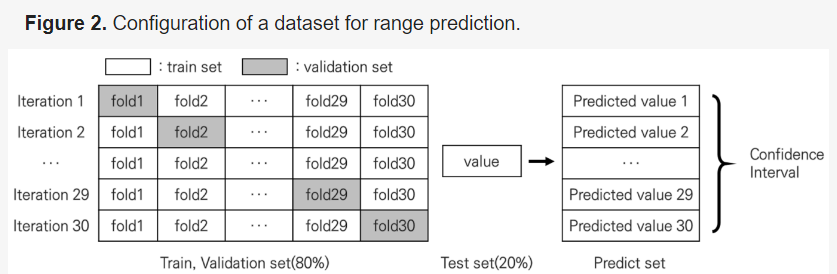 Figure 2. Configuration of a dataset for range prediction.
: train set : validation set
Iteration 1 fold1 fold2 ... fold29 fold30
Iteration 2 fold1 fold2 ... fold29 fold30
... fold1 fold2 ... fold29 fold30
Iteration 29 fold1 fold2 ... fold29 fold30
Iteration 30 fold1 fold2 ... fold29 fold30
Train, Validation set(80%)
value
Test set(20%)
Predicted value 1
Predicted value 2
...
Predicted value 29
Predicted value 30
Predict set
Confidence
Interval